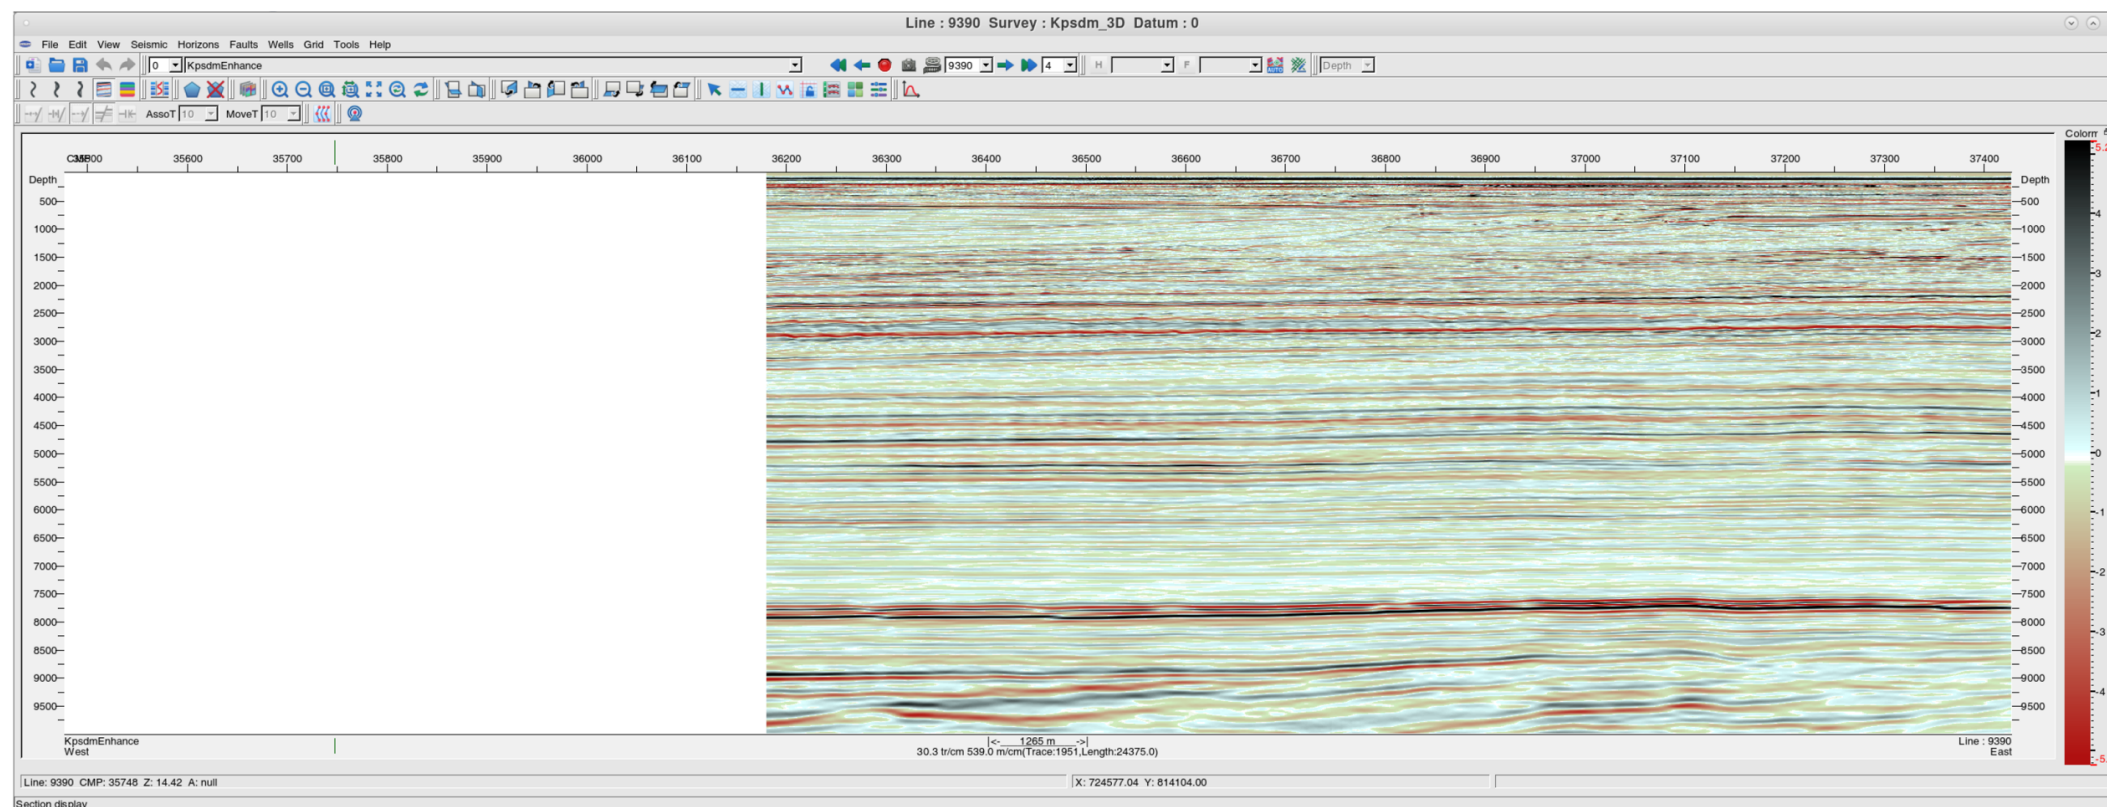 Line : 9390 Survey : Kpsdm_3D Datum : 0
File Edit View Seismic Horizons Faults Wells Grid Tools Help
0 KpsdmEnhance 9390 4 H F Depth
AssoT 10 MoveT 10
CMP 35600 35700 35800 35900 36000 36100 36200 36300 36400 36500 36600 36700 36800 36900 37000 37100 37200 37300 37400
Depth Depth
500 500
1000 1000
1500 1500
2000 2000
2500 2500
3000 3000
3500 3500
4000 4000
4500 4500
5000 5000
5500 5500
6000 6000
6500 6500
7000 7000
7500 7500
8000 8000
8500 8500
9000 9000
9500 9500
4
3
2
1
0
-1
-2
-3
-4
KpsdmEnhance |<- 1265 m ->| Line : 9390
West 30.3 tr/cm 539.0 m/cm(Trace:1951,Length:24375.0) East
Line: 9390 CMP: 35748 Z: 14.42 A: null X: 724577.04 Y: 814104.00
Section display